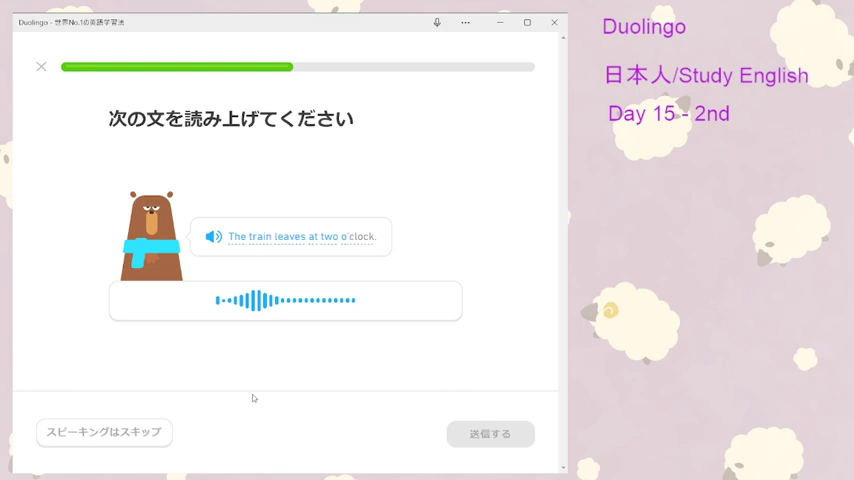 Duolingo - 世界No.1の英語学習法
次の文を読み上げてください
The train leaves at two o'clock.
スピーキングはスキップ
送信する
Duolingo
日本人/Study English
Day 15 - 2nd